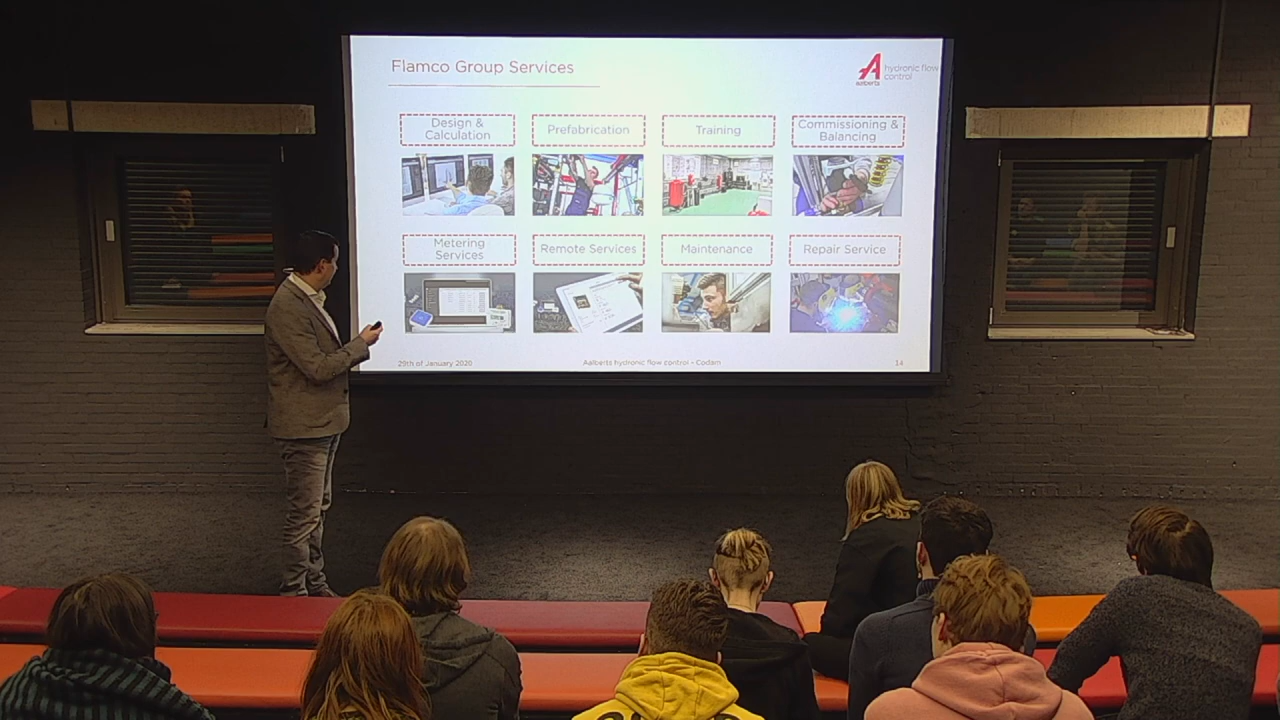 Flamco Group Services
A
aalberts
hydronic flow
control
Design &
Calculation
Prefabrication
Training
Commissioning &
Balancing
Metering
Services
Remote Services
Maintenance
Repair Service
29th of January 2020
Aalberts hydronic flow control - Codam
14